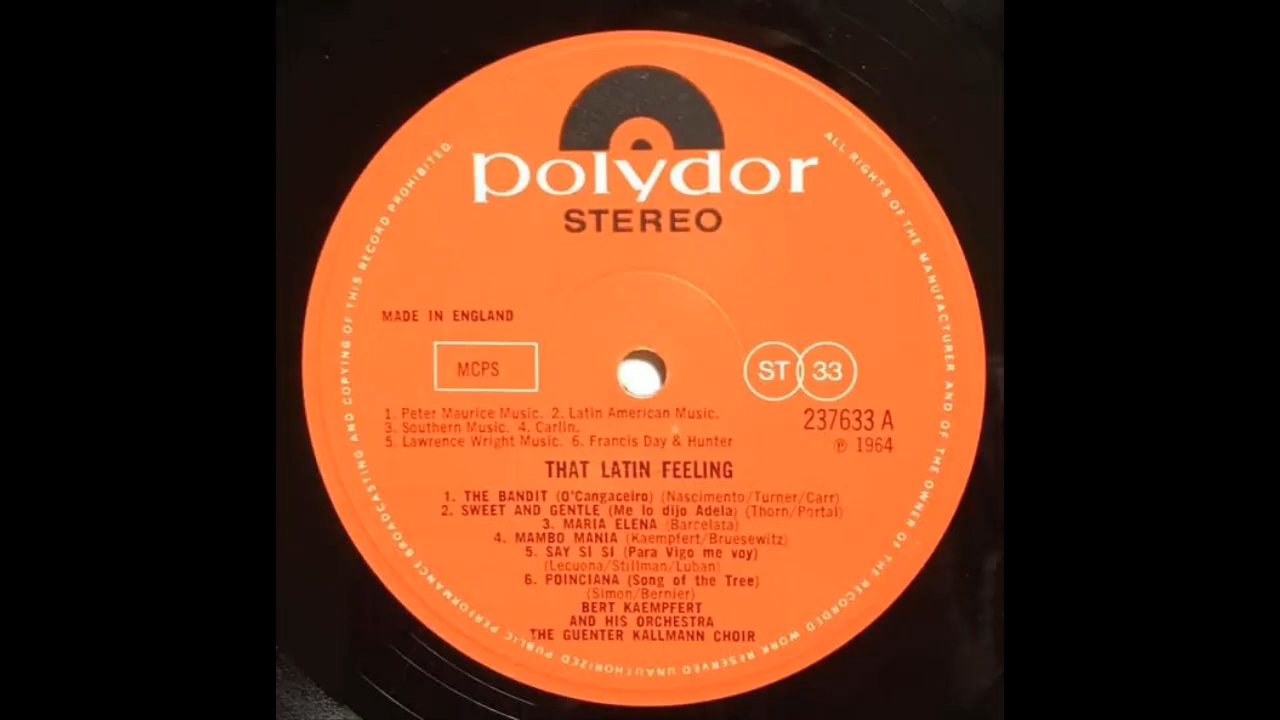 polydor
STEREO
ALL RIGHTS OF THE MANUFACTURER AND OF THE OWNER OF THE RECORDED WORK RESERVED UNAUTHORIZED PUBLIC PERFORMANCE BROADCASTING AND COPYING OF THIS RECORD PROHIBITED
MADE IN ENGLAND
MCPS
ST 33
1. Peter Maurice Music. 2. Latin American Music.
3. Southern Music. 4. Carlin.
5. Lawrence Wright Music. 6. Francis Day & Hunter
237633 A
℗ 1964
THAT LATIN FEELING
1. THE BANDIT (O'Cangaceiro) (Nascimento/Turner/Carr)
2. SWEET AND GENTLE (Me lo dijo Adela) (Thorn/Portal)
3. MARIA ELENA (Barcelata)
4. MAMBO MANIA (Kaempfert/Bruesewitz)
5. SAY SI SI (Para Vigo me voy)
(Lecuona/Stillman/Luban)
6. POINCIANA (Song of the Tree)
(Simon/Bernier)
BERT KAEMPFERT
AND HIS ORCHESTRA
THE GUENTER KALLMANN CHOIR